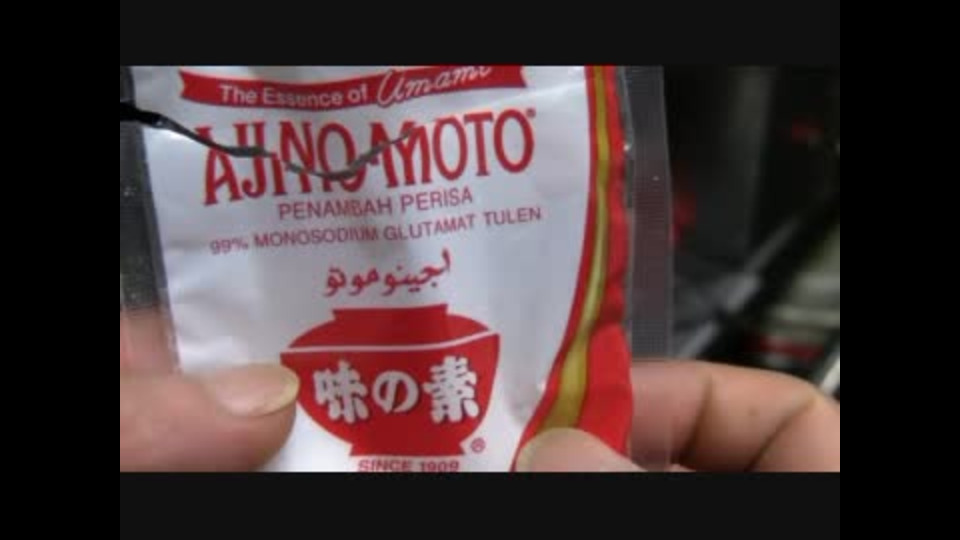 The Essence of Umami
AJI-NO-MOTO®
PENAMBAH PERISA
99% MONOSODIUM GLUTAMAT TULEN
اجينوموتو
味の素®
SINCE 1909